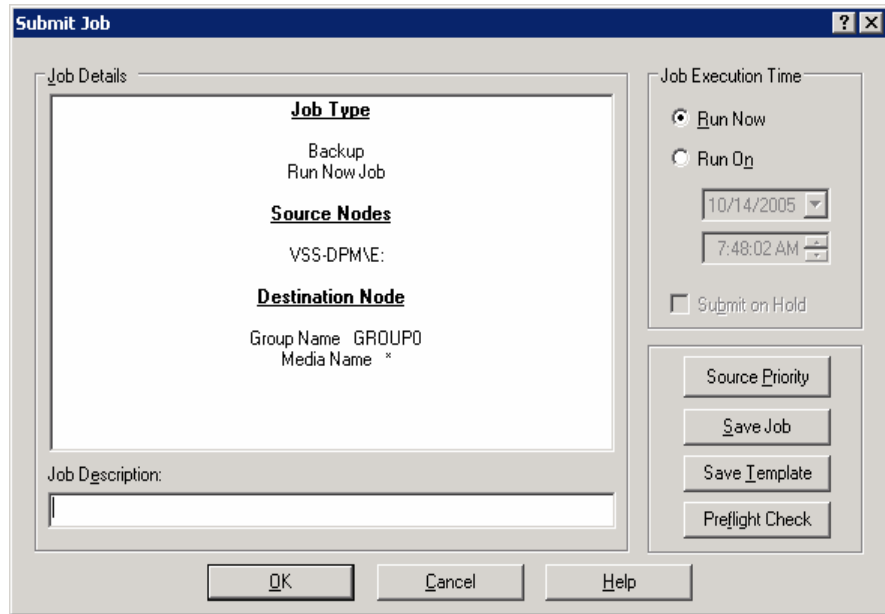 Submit Job
Job Details
Job Type
Backup
Run Now Job
Source Nodes
VSS-DPM\E:
Destination Node
Group Name GROUP0
Media Name *
Job Description:
Job Execution Time
Run Now
Run On
10/14/2005
7:48:02 AM
Submit on Hold
Source Priority
Save Job
Save Template
Preflight Check
OK
Cancel
Help